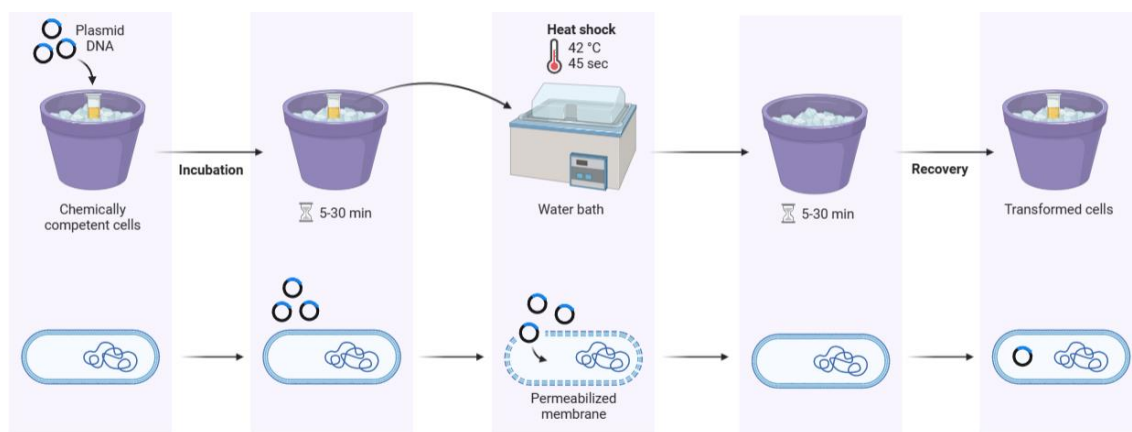 Plasmid
DNA
Heat shock
42 °C
45 sec
Incubation
Recovery
Chemically
competent cells
5-30 min
Water bath
5-30 min
Transformed cells
Permeabilized
membrane